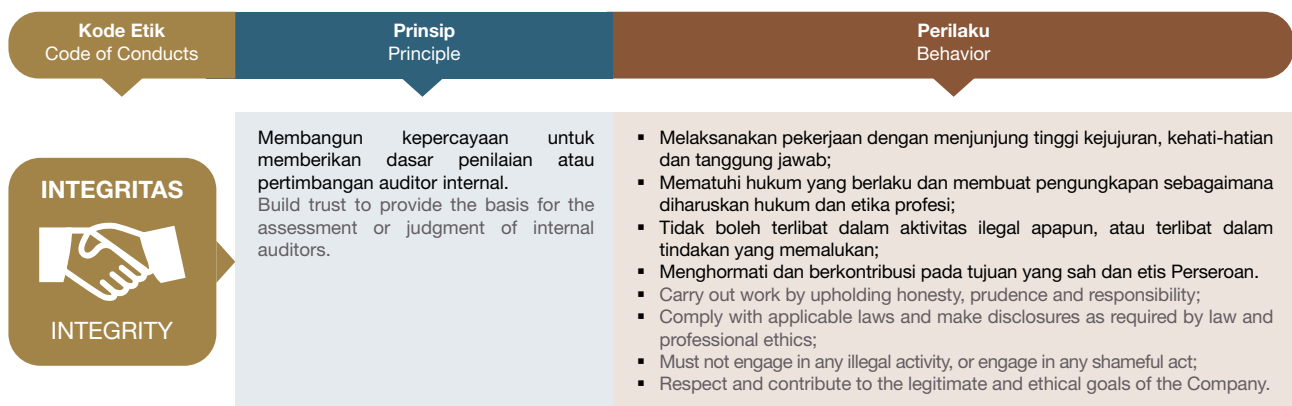 Kode Etik
Code of Conducts
Prinsip
Principle
Perilaku
Behavior
INTEGRITAS
INTEGRITY
Membangun kepercayaan untuk
memberikan dasar penilaian atau
pertimbangan auditor internal.
Build trust to provide the basis for the
assessment or judgment of internal
auditors.
▪ Melaksanakan pekerjaan dengan menjunjung tinggi kejujuran, kehati-hatian
dan tanggung jawab;
▪ Mematuhi hukum yang berlaku dan membuat pengungkapan sebagaimana
diharuskan hukum dan etika profesi;
▪ Tidak boleh terlibat dalam aktivitas ilegal apapun, atau terlibat dalam
tindakan yang memalukan;
▪ Menghormati dan berkontribusi pada tujuan yang sah dan etis Perseroan.
▪ Carry out work by upholding honesty, prudence and responsibility;
▪ Comply with applicable laws and make disclosures as required by law and
professional ethics;
▪ Must not engage in any illegal activity, or engage in any shameful act;
▪ Respect and contribute to the legitimate and ethical goals of the Company.